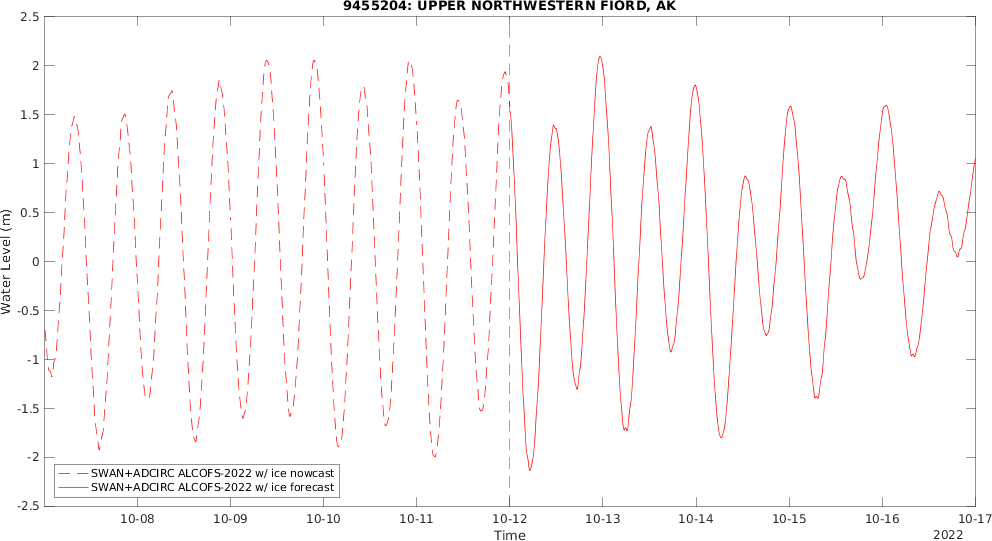 9455204: UPPER NORTHWESTERN FIORD, AK
2.5
2
1.5
1
0.5
0
-0.5
-1
-1.5
-2
-2.5
Water Level (m)
SWAN+ADCIRC ALCOFS-2022 w/ ice nowcast
SWAN+ADCIRC ALCOFS-2022 w/ ice forecast
10-08 10-09 10-10 10-11 10-12 10-13 10-14 10-15 10-16 10-17
Time
2022